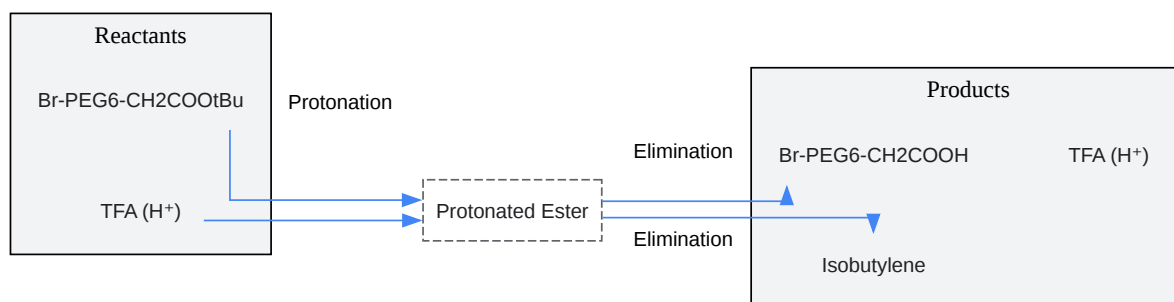 Reactants
Br-PEG6-CH2COOtBu
Protonation
TFA (H⁺)
Protonated Ester
Elimination
Elimination
Products
Br-PEG6-CH2COOH
TFA (H⁺)
Isobutylene